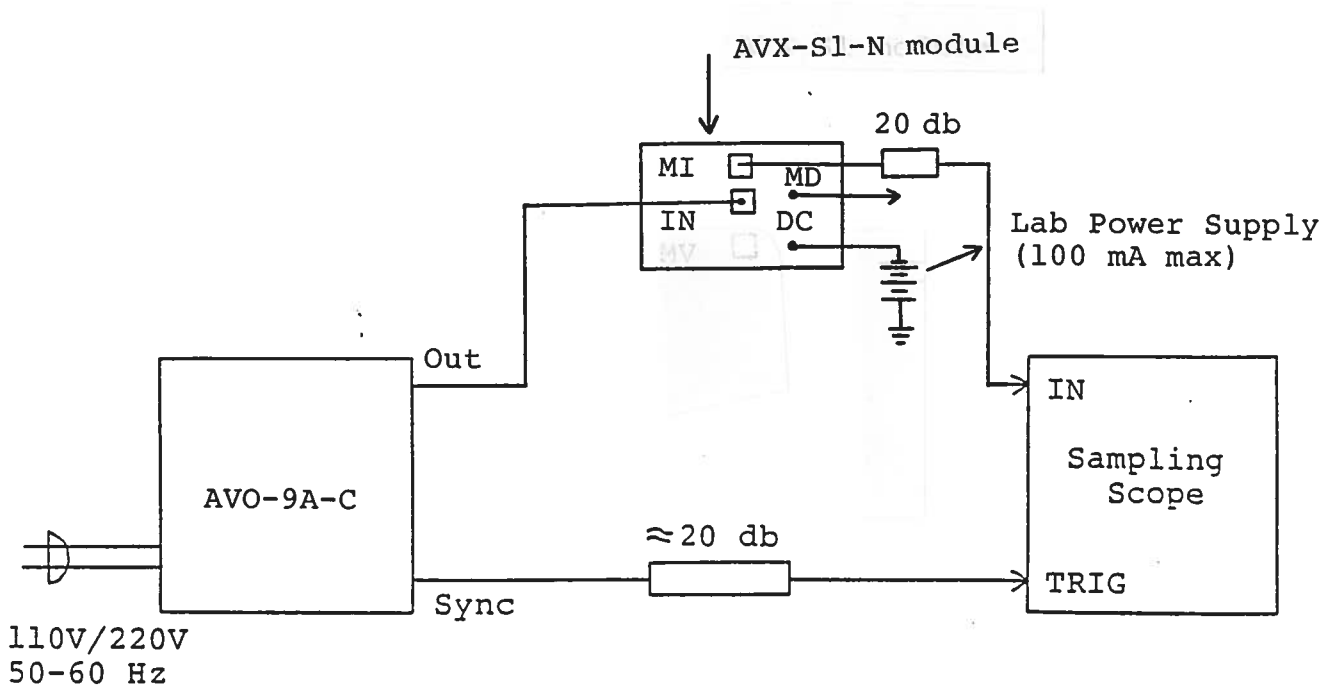 AVX-S1-N module
20 db
MI
MD
IN
DC
MV
Lab Power Supply
(100 mA max)
Out
IN
AVO-9A-C
Sampling
Scope
≈20 db
Sync
TRIG
110V/220V
50-60 Hz